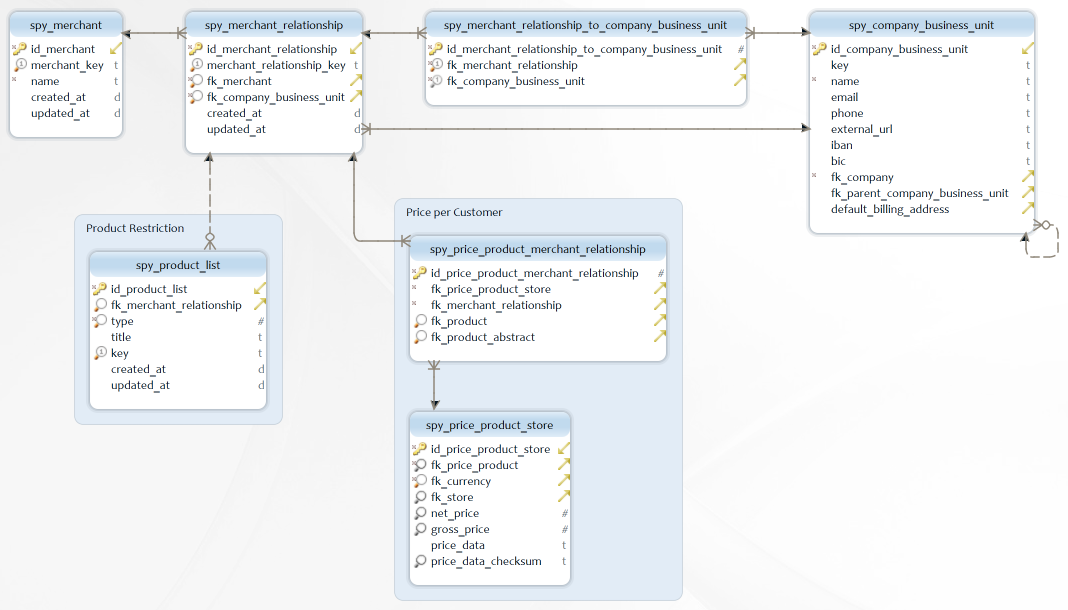 spy_merchant
id_merchant
merchant_key t
name t
created_at d
updated_at d
spy_merchant_relationship
id_merchant_relationship
merchant_relationship_key t
fk_merchant
fk_company_business_unit
created_at d
updated_at d
spy_merchant_relationship_to_company_business_unit
id_merchant_relationship_to_company_business_unit #
fk_merchant_relationship
fk_company_business_unit
spy_company_business_unit
id_company_business_unit
key t
name t
email t
phone t
external_url t
iban t
bic t
fk_company
fk_parent_company_business_unit
default_billing_address
Product Restriction
spy_product_list
id_product_list
fk_merchant_relationship
type #
title t
key t
created_at d
updated_at d
Price per Customer
spy_price_product_merchant_relationship
id_price_product_merchant_relationship #
fk_price_product_store
fk_merchant_relationship
fk_product
fk_product_abstract
spy_price_product_store
id_price_product_store
fk_price_product
fk_currency
fk_store
net_price #
gross_price #
price_data t
price_data_checksum t